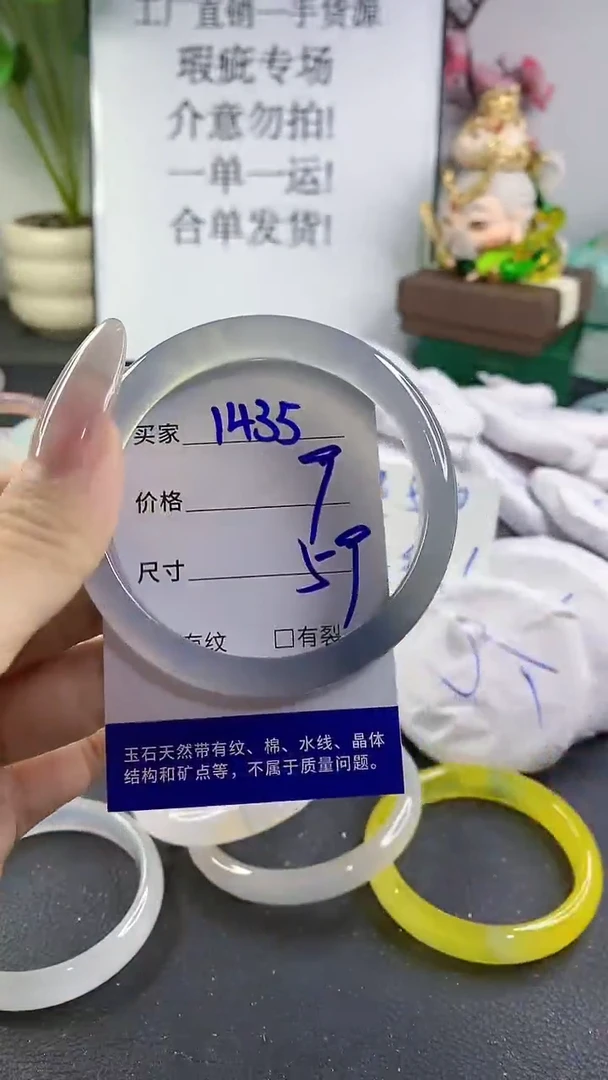 工厂直销一手货源
瑕疵专场
介意勿拍!
一单一运!
合单发货!
买家 1435
价格
尺寸 59
有纹 □有裂
玉石天然带有纹、棉、水线、晶体
结构和矿点等，不属于质量问题。